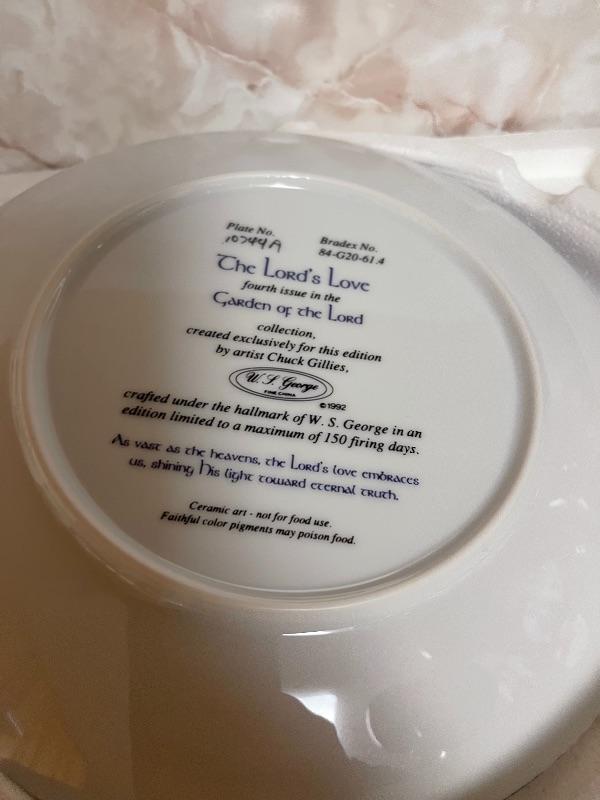 Plate No.
10744A
Bradex No.
84-G20-61.4
The Lord's Love
fourth issue in the
Garden of the Lord
collection,
created exclusively for this edition
by artist Chuck Gillies,
W. S. George
FINE CHINA
©1992
crafted under the hallmark of W. S. George in an
edition limited to a maximum of 150 firing days.
As vast as the heavens, the Lord's love embraces
us, shining His light toward eternal truth.
Ceramic art - not for food use.
Faithful color pigments may poison food.